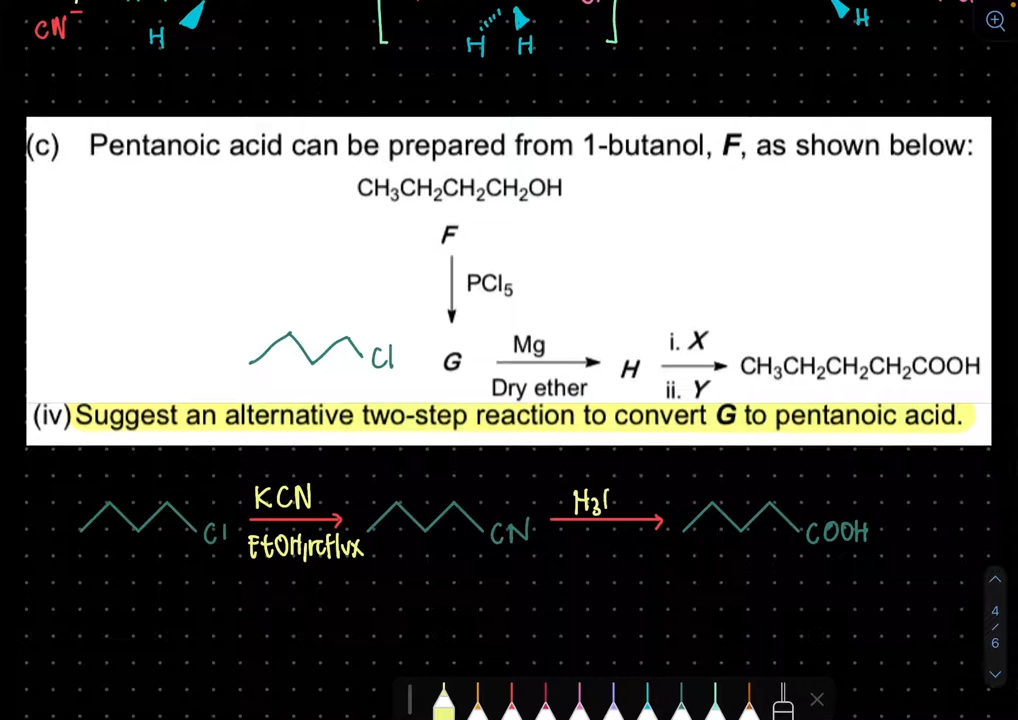 CN⁻
H
H H
H
(c) Pentanoic acid can be prepared from 1-butanol, F, as shown below:
CH₃CH₂CH₂CH₂OH
F
PCl₅
Cl
G
Mg
Dry ether
H
i. X
ii. Y
CH₃CH₂CH₂CH₂COOH
(iv) Suggest an alternative two-step reaction to convert G to pentanoic acid.
Cl
KCN
EtOH, reflux
CN
COOH
4
/
6